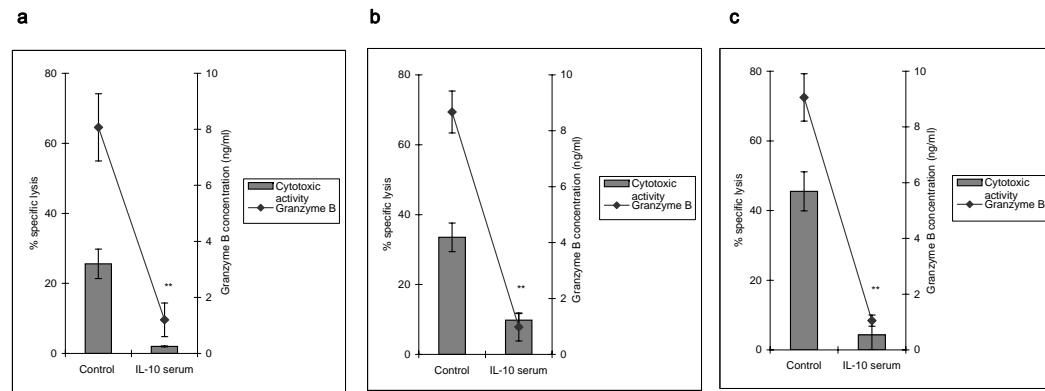 a
80
60
40
20
0
% specific lysis
10
8
6
4
2
0
Granzyme B concentration (ng/ml)
**
Control
IL-10 serum
Cytotoxic
activity
Granzyme B
b
80
60
40
20
0
% specific lysis
10
8
6
4
2
0
Granzyme B concentration (ng/ml)
**
Control
IL-10 serum
Cytotoxic
activity
Granzyme B
c
80
60
40
20
0
% specific lysis
10
8
6
4
2
0
Granzyme B concentration (ng/ml)
**
Control
IL-10 serum
Cytotoxic
activity
Granzyme B